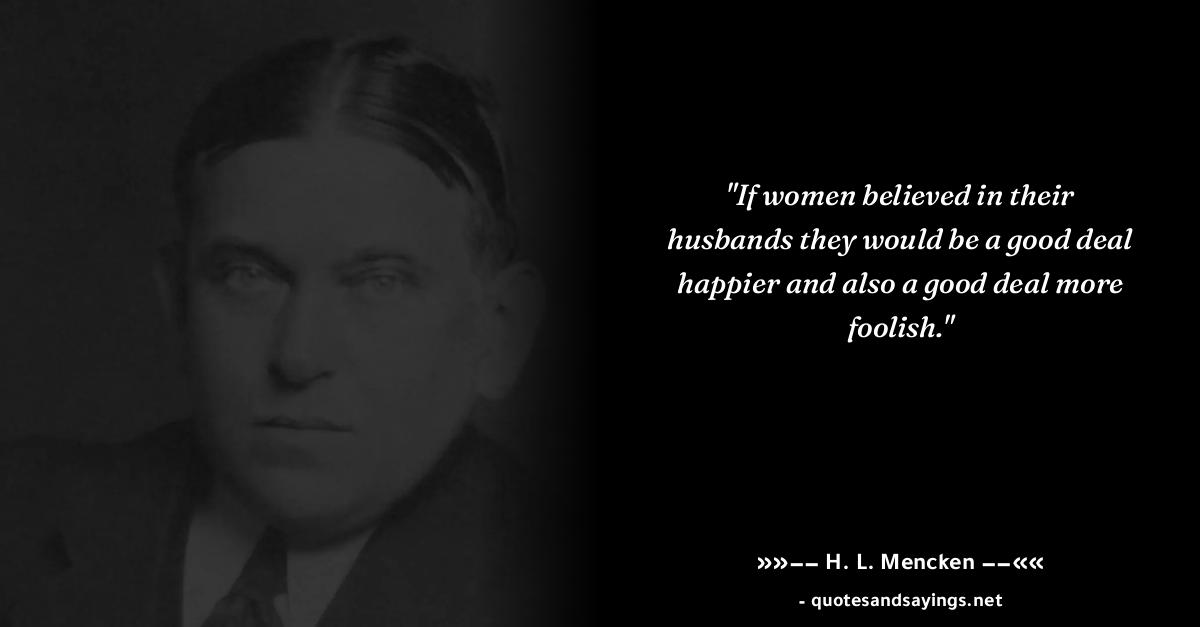 "If women believed in their
husbands they would be a good deal
happier and also a good deal more
foolish."
»»–– H. L. Mencken ––««
- quotesandsayings.net